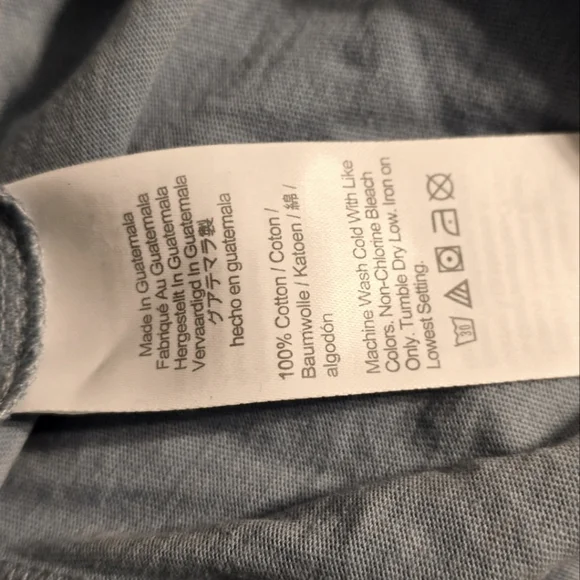 Made In Guatemala
Fabriqué Au Guatemala
Hergestellt In Guatemala
Vervaardigd In Guatemala
グアテマラ製
hecho en guatemala
100% Cotton / Coton /
Baumwolle / Katoen / 綿 /
algodón
Machine Wash Cold With Like
Colors. Non-Chlorine Bleach
Only. Tumble Dry Low. Iron on
Lowest Setting.
30